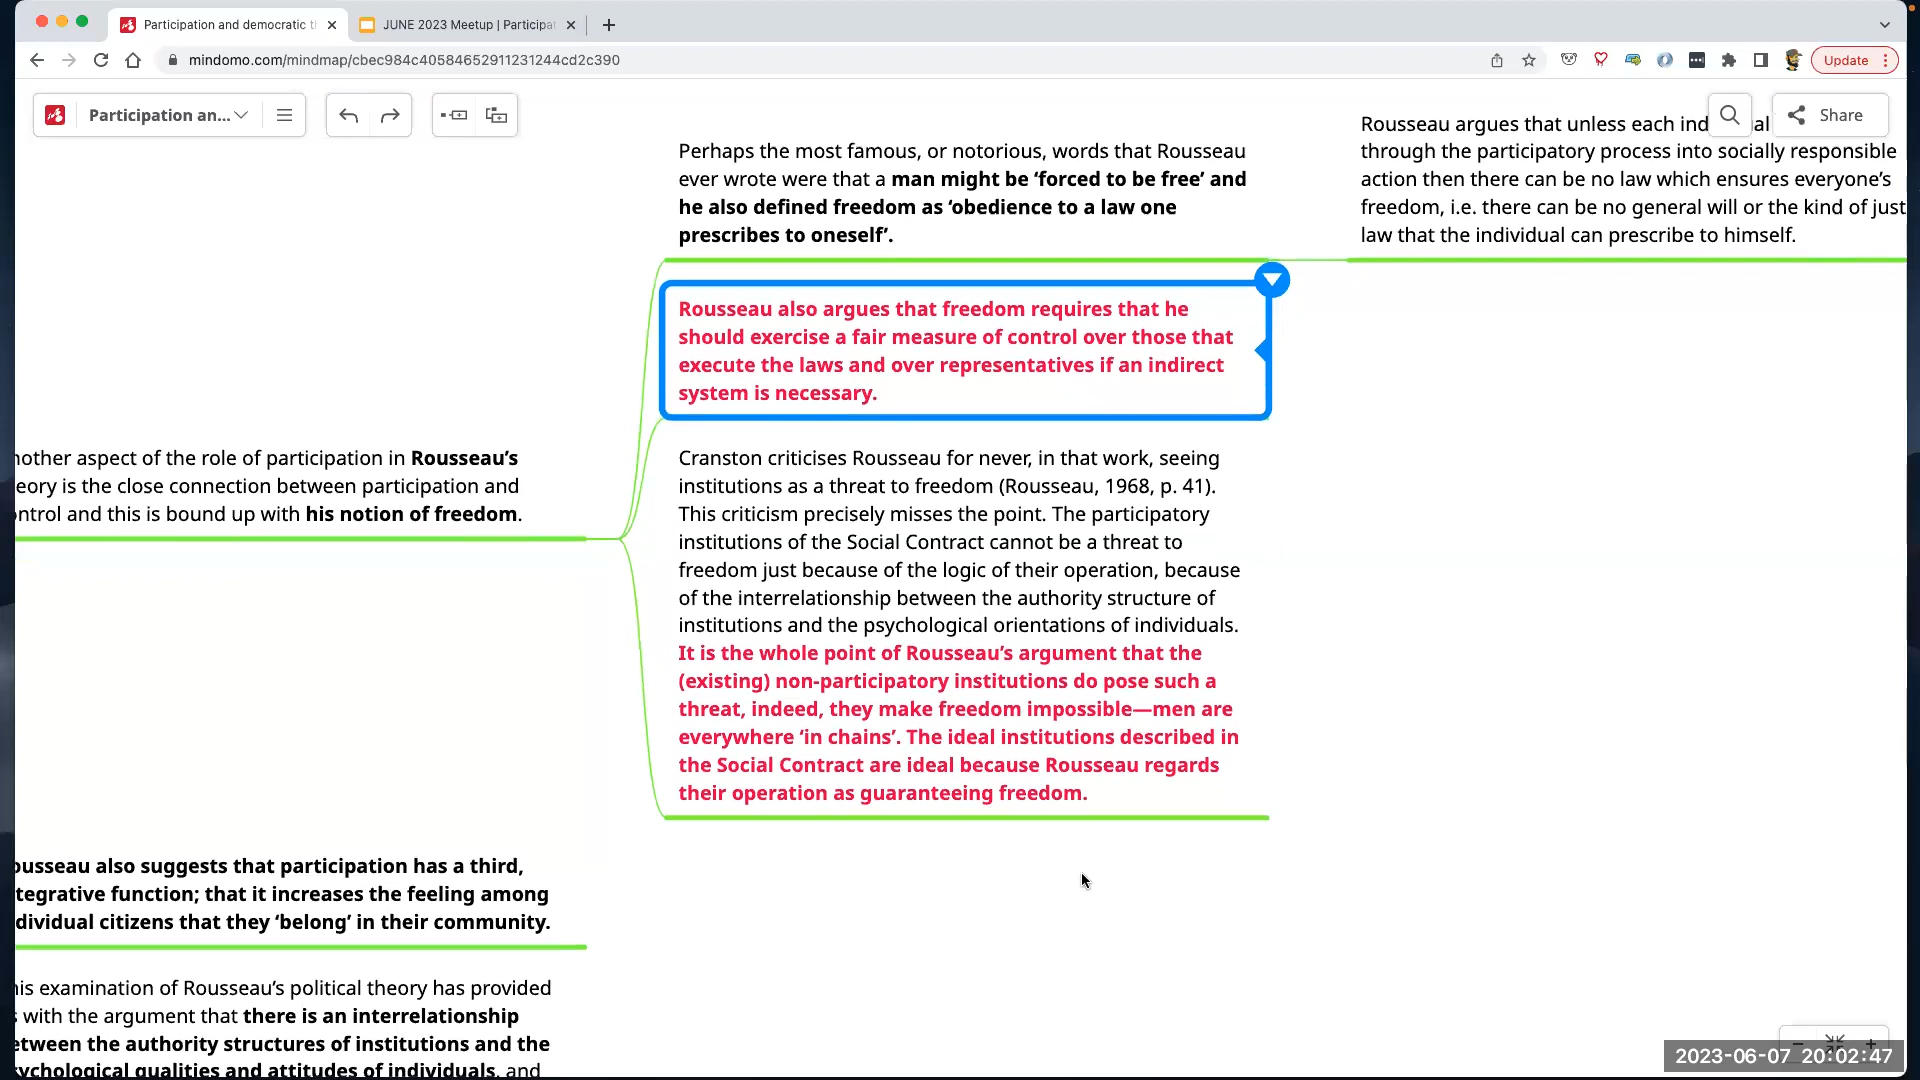 Participation and democratic t
JUNE 2023 Meetup | Participat
mindomo.com/mindmap/cbec984c40584652911231244cd2c390
Update
Participation an...
Share
Perhaps the most famous, or notorious, words that Rousseau
ever wrote were that a man might be ‘forced to be free’ and
he also defined freedom as ‘obedience to a law one
prescribes to oneself’.
Rousseau argues that unless each ind al
through the participatory process into socially responsible
action then there can be no law which ensures everyone’s
freedom, i.e. there can be no general will or the kind of just
law that the individual can prescribe to himself.
Rousseau also argues that freedom requires that he
should exercise a fair measure of control over those that
execute the laws and over representatives if an indirect
system is necessary.
nother aspect of the role of participation in Rousseau’s
eory is the close connection between participation and
ontrol and this is bound up with his notion of freedom.
Cranston criticises Rousseau for never, in that work, seeing
institutions as a threat to freedom (Rousseau, 1968, p. 41).
This criticism precisely misses the point. The participatory
institutions of the Social Contract cannot be a threat to
freedom just because of the logic of their operation, because
of the interrelationship between the authority structure of
institutions and the psychological orientations of individuals.
It is the whole point of Rousseau’s argument that the
(existing) non-participatory institutions do pose such a
threat, indeed, they make freedom impossible—men are
everywhere ‘in chains’. The ideal institutions described in
the Social Contract are ideal because Rousseau regards
their operation as guaranteeing freedom.
ousseau also suggests that participation has a third,
tegrative function; that it increases the feeling among
dividual citizens that they ‘belong’ in their community.
is examination of Rousseau’s political theory has provided
s with the argument that there is an interrelationship
etween the authority structures of institutions and the
ychological qualities and attitudes of individuals, and
2023-06-07 20:02:47